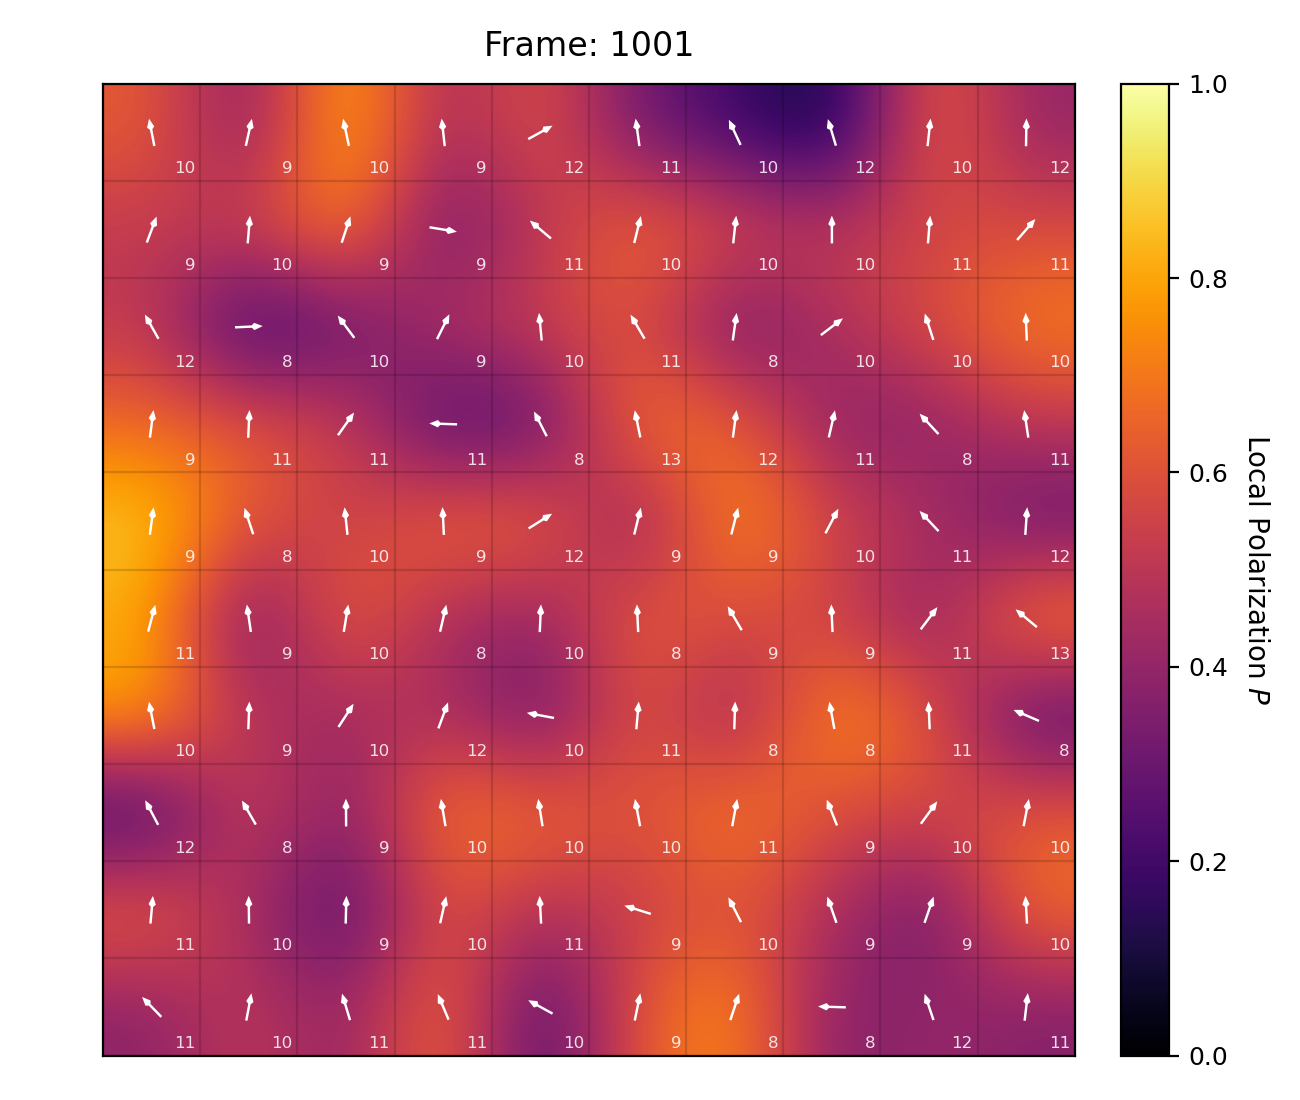 Frame: 1001
10 9 10 9 12 11 10 12 10 12
9 10 9 9 11 10 10 10 11 11
12 8 10 9 10 11 8 10 10 10
9 11 11 11 8 13 12 11 8 11
9 8 10 9 12 9 9 10 11 12
11 9 10 8 10 8 9 9 11 13
10 9 10 12 10 11 8 8 11 8
12 8 9 10 10 10 11 9 10 10
11 10 9 10 11 9 10 9 9 10
11 10 11 11 10 9 8 8 12 11
1.0
0.8
0.6
0.4
0.2
0.0
Local Polarization P